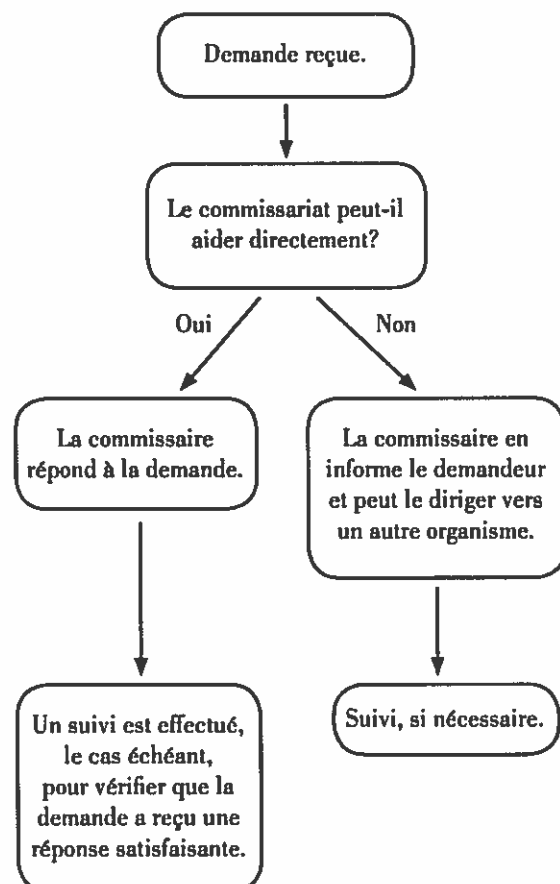 Demande reçue.
Le commissariat peut-il
aider directement?
Oui
Non
La commissaire
répond à la demande.
La commissaire en
informe le demandeur
et peut le diriger vers
un autre organisme.
Un suivi est effectué,
le cas échéant,
pour vérifier que la
demande a reçu une
réponse satisfaisante.
Suivi, si nécessaire.